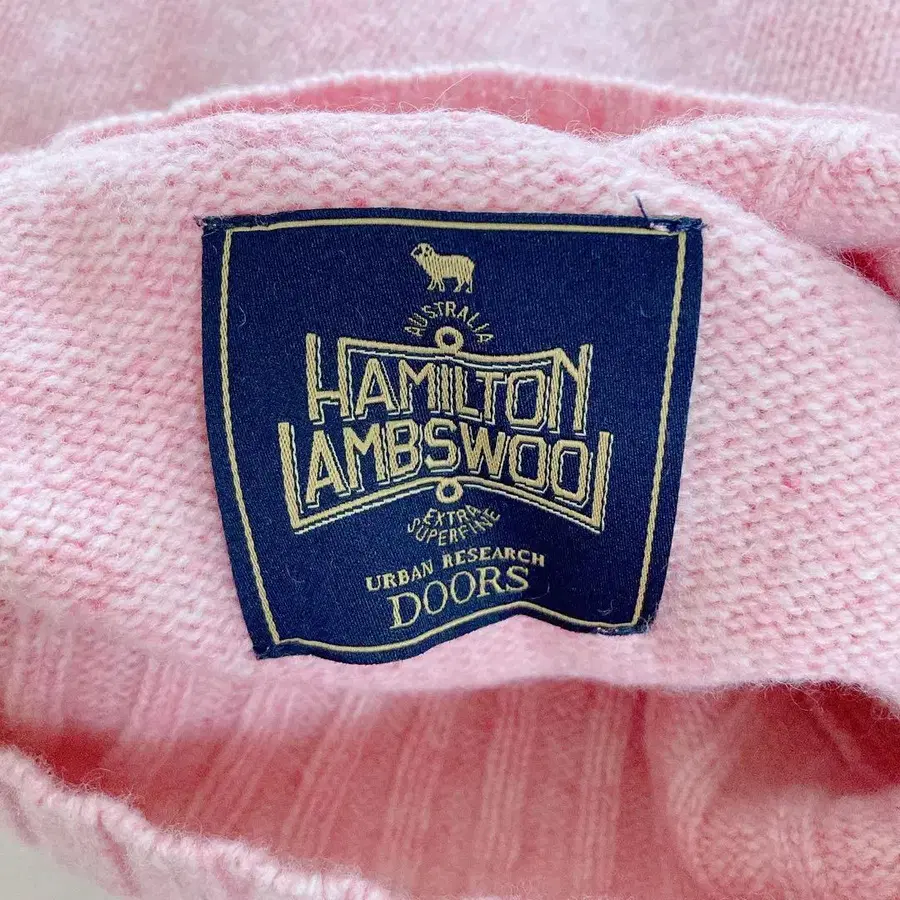 AUSTRALIA
HAMILTON
LAMBSWOOL
EXTRA
SUPERFINE
URBAN RESEARCH
DOORS